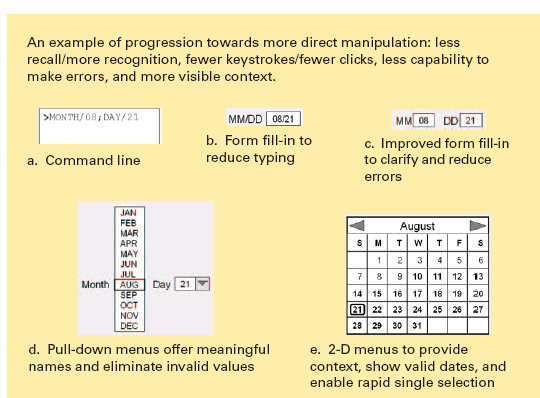 An example of progression towards more direct manipulation: less
recall/more recognition, fewer keystrokes/fewer clicks, less capability to
make errors, and more visible context.
>MONTH/08;DAY/21
a. Command line
MM/DD 08/21
b. Form fill-in to
reduce typing
MM 08 DD 21
c. Improved form fill-in
to clarify and reduce
errors
JAN
FEB
MAR
APR
MAY
JUN
JUL
Month AUG Day 21
SEP
OCT
NOV
DEC
d. Pull-down menus offer meaningful
names and eliminate invalid values
August
S M T W T F S
1 2 3 4 5 6
7 8 9 10 11 12 13
14 15 16 17 18 19 20
21 22 23 24 25 26 27
28 29 30 31
e. 2-D menus to provide
context, show valid dates, and
enable rapid single selection